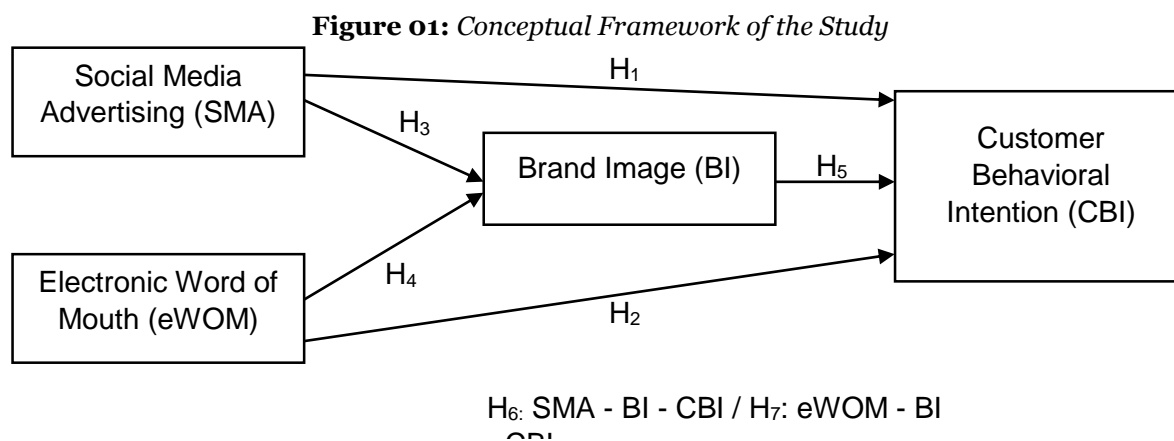 Figure 01: Conceptual Framework of the Study
Social Media
Advertising (SMA)
H₁
H₃
Brand Image (BI)
H₅
Customer
Behavioral
Intention (CBI)
Electronic Word of
Mouth (eWOM)
H₄
H₂
H₆: SMA - BI - CBI / H₇: eWOM - BI
- CBI